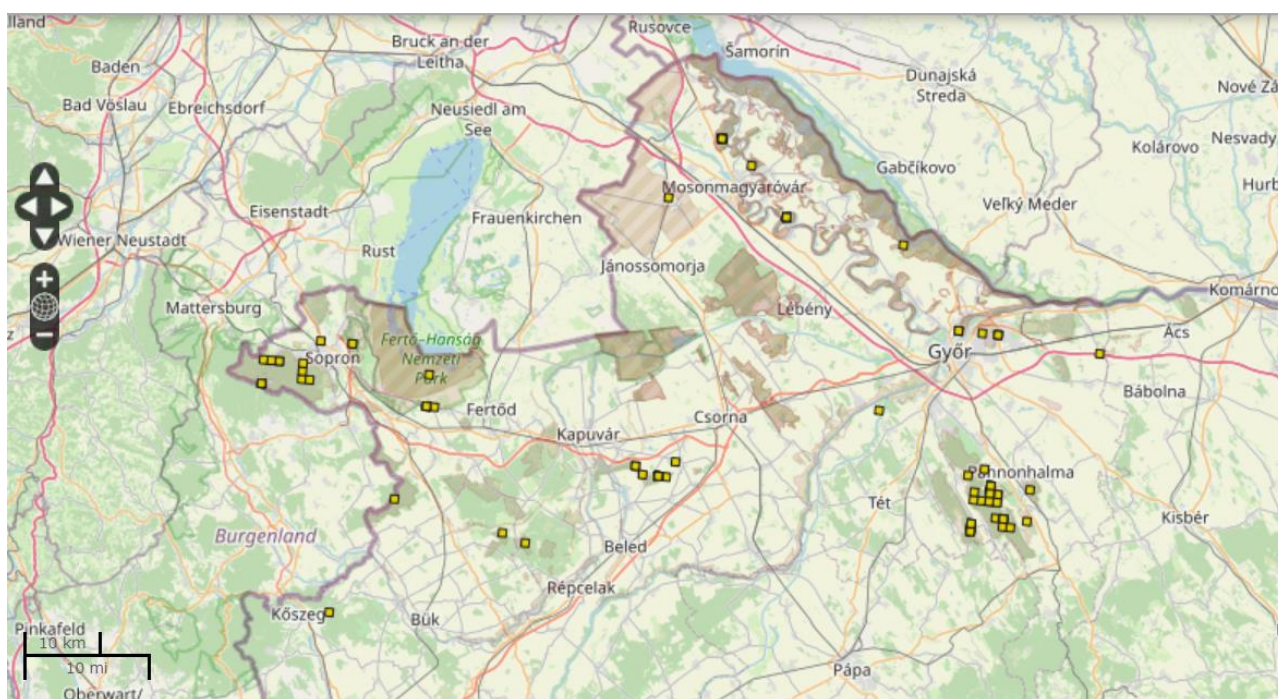 lland
Rusovce
Bruck an der
Leitha
Šamorín
Baden
Dunajská
Streda
Nové Zá
Bad Vöslau
Ebreichsdorf
Neusiedl am
See
Nesvady
Kolárovo
Gabčíkovo
Hurb
Mosonmagyaróvár
Eisenstadt
Frauenkirchen
Veľký Meder
Wiener Neustadt
Rust
Jánossomorja
Komárno
Mattersburg
Lébény
z
Ács
Fertő-Hanság
Nemzeti
Park
Sopron
Győr
Bábolna
Fertőd
Csorna
Kapuvár
Pannonhalma
Tét
Kisbér
Burgenland
Beled
Répcelak
Kőszeg
Bük
Pinkafeld
10 km
10 mi
Pápa
Oberwart/